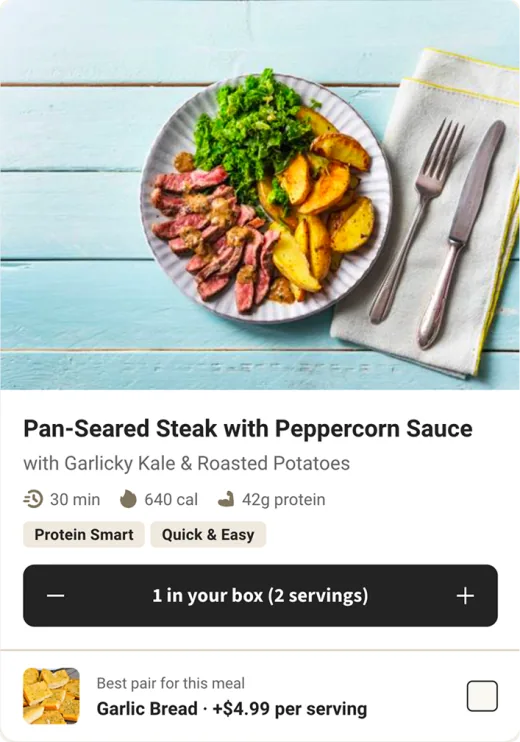 Pan-Seared Steak with Peppercorn Sauce
with Garlicky Kale & Roasted Potatoes
30 min 640 cal 42g protein
Protein Smart Quick & Easy
1 in your box (2 servings)
Best pair for this meal
Garlic Bread · +$4.99 per serving